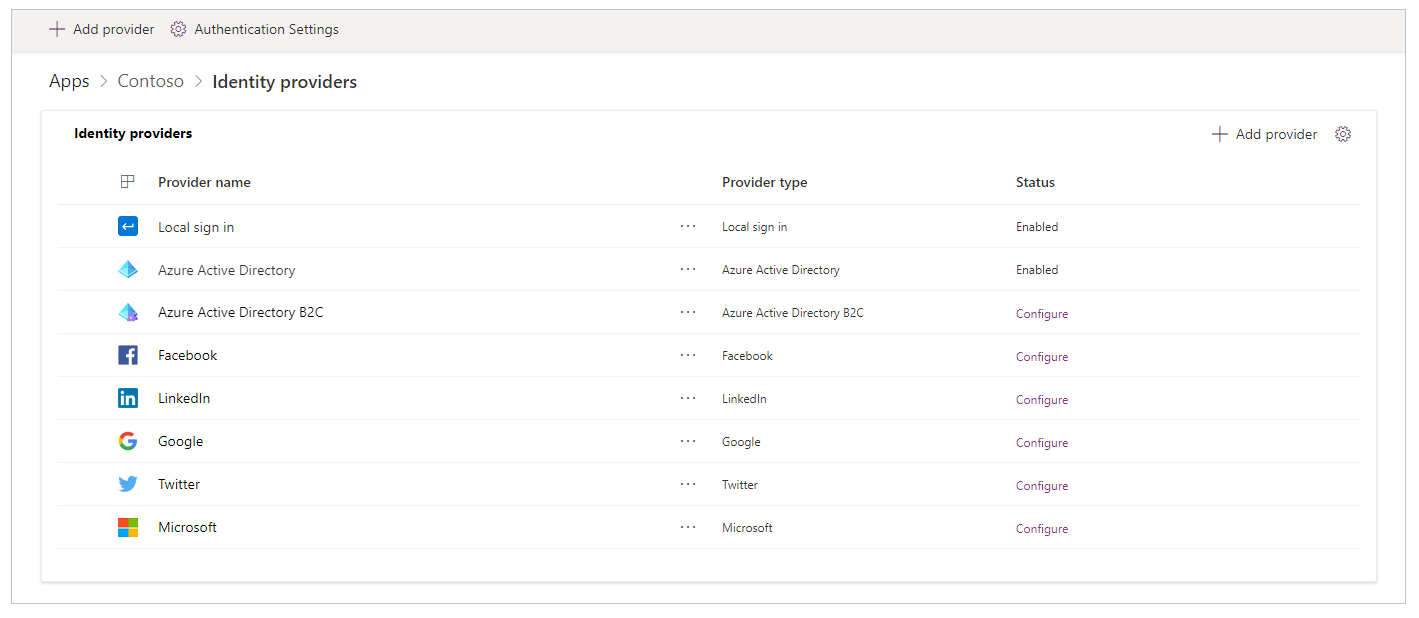 Add provider Authentication Settings
Apps > Contoso > Identity providers
Identity providers Add provider
Provider name Provider type Status
Local sign in ··· Local sign in Enabled
Azure Active Directory ··· Azure Active Directory Enabled
Azure Active Directory B2C ··· Azure Active Directory B2C Configure
Facebook ··· Facebook Configure
LinkedIn ··· LinkedIn Configure
Google ··· Google Configure
Twitter ··· Twitter Configure
Microsoft ··· Microsoft Configure